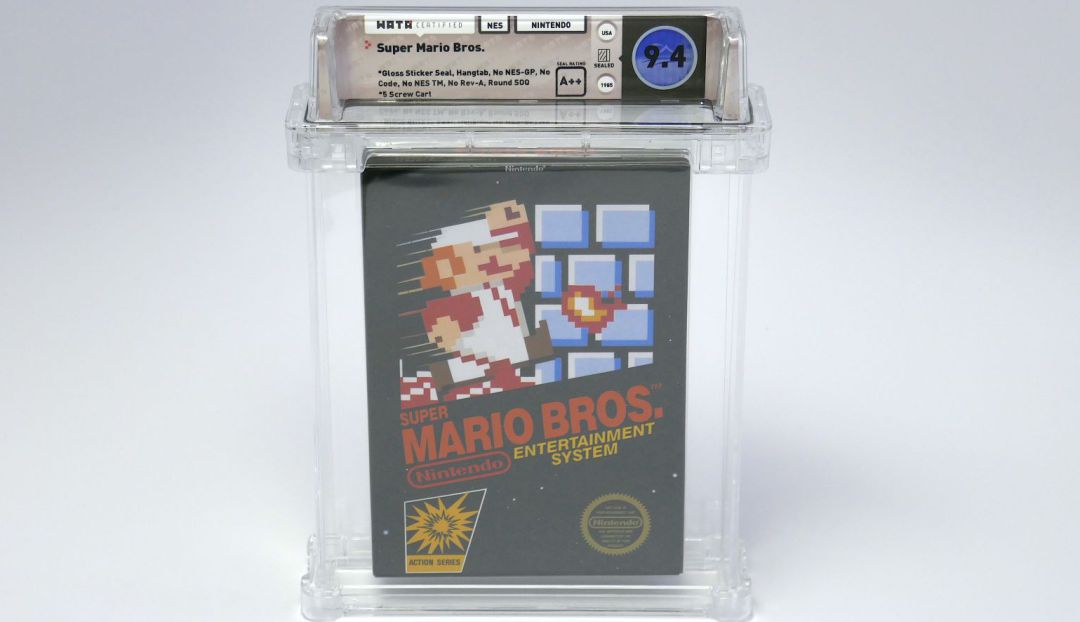 WATA CERTIFIED
NES
NINTENDO
USA
Super Mario Bros.
9.4
SEALED
SEAL RATING
A++
*Gloss Sticker Seal, Hangtab, No NES-GP, No
Code, No NES TM, No Rev-A, Round SOQ
*5 Screw Cart
1985
Nintendo
SUPER
MARIO BROS.™
ENTERTAINMENT
SYSTEM
Nintendo
ACTION SERIES
Nintendo